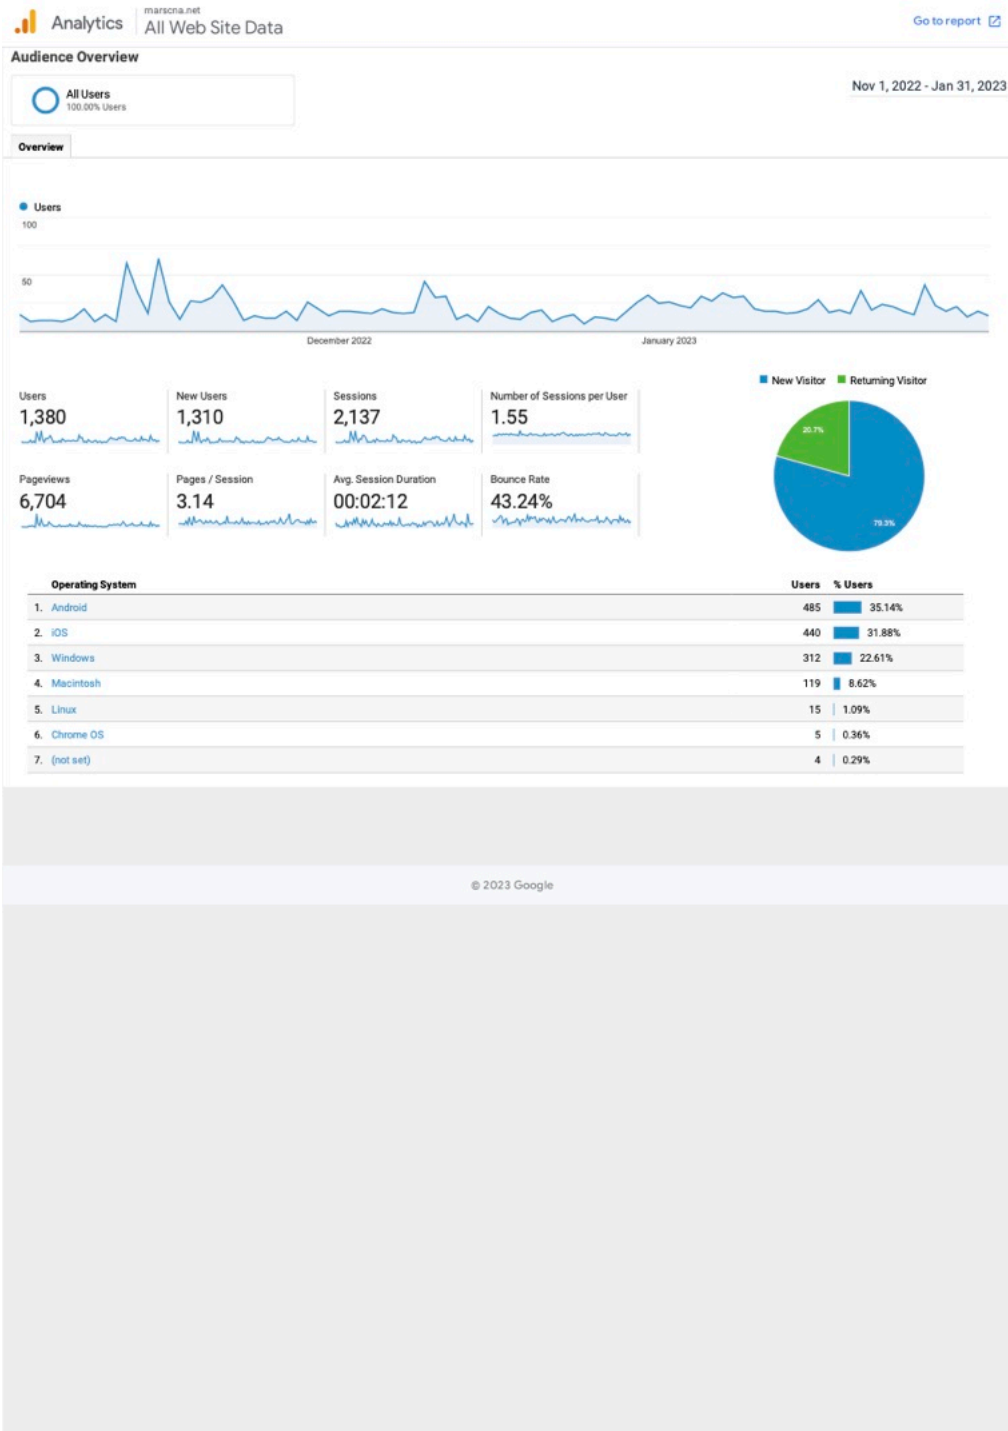 marscna.net
Analytics
All Web Site Data
Go to report
Audience Overview
All Users
100.00% Users
Nov 1, 2022 - Jan 31, 2023
Overview
Users
100
50
December 2022
January 2023
New Visitor
Returning Visitor
Users
1,380
New Users
1,310
Sessions
2,137
Number of Sessions per User
1.55
Pageviews
6,704
Pages / Session
3.14
Avg. Session Duration
00:02:12
Bounce Rate
43.24%
20.7%
79.3%
Operating System Users % Users
1. Android 485 35.14%
2. iOS 440 31.88%
3. Windows 312 22.61%
4. Macintosh 119 8.62%
5. Linux 15 1.09%
6. Chrome OS 5 0.36%
7. (not set) 4 0.29%
© 2023 Google